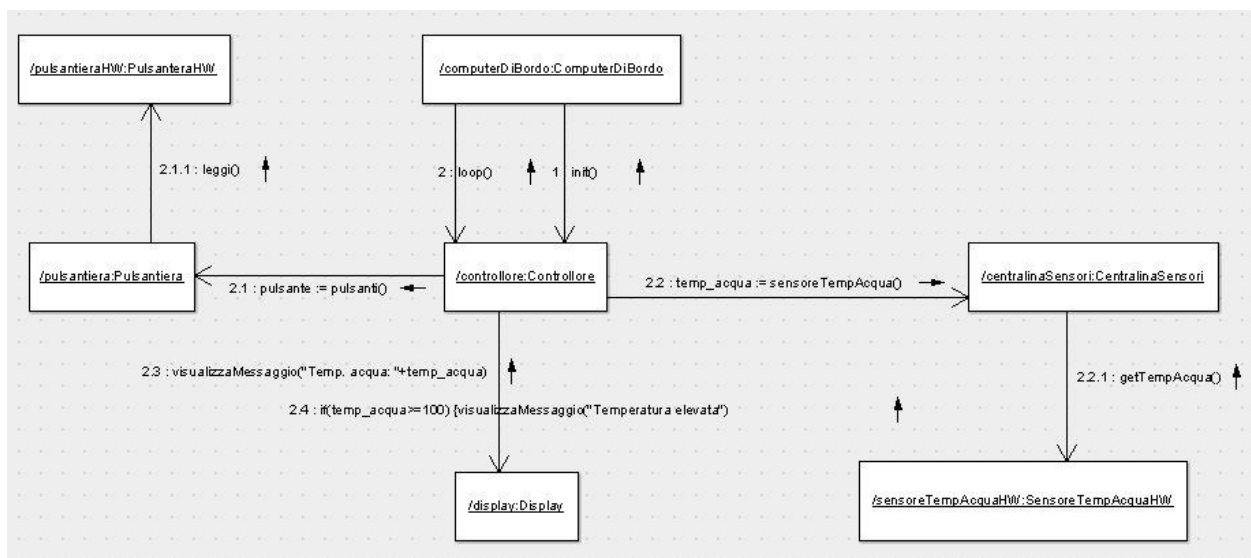 /pulsantieraHW:PulsanteraHW
/computerDiBordo:ComputerDiBordo
2.1.1 : leggi()
2 : loop()
1 : init()
/pulsantiera:Pulsantiera
/controllore:Controllore
/centralinaSensori:CentralinaSensori
2.1 : pulsante := pulsanti()
2.2 : temp_acqua := sensoreTempAcqua()
2.3 : visualizzaMessaggio("Temp. acqua: "+temp_acqua)
2.2.1 : getTempAcqua()
2.4 : if(temp_acqua>=100) {visualizzaMessaggio("Temperatura elevata")
/display:Display
/sensoreTempAcquaHW:SensoreTempAcquaHW